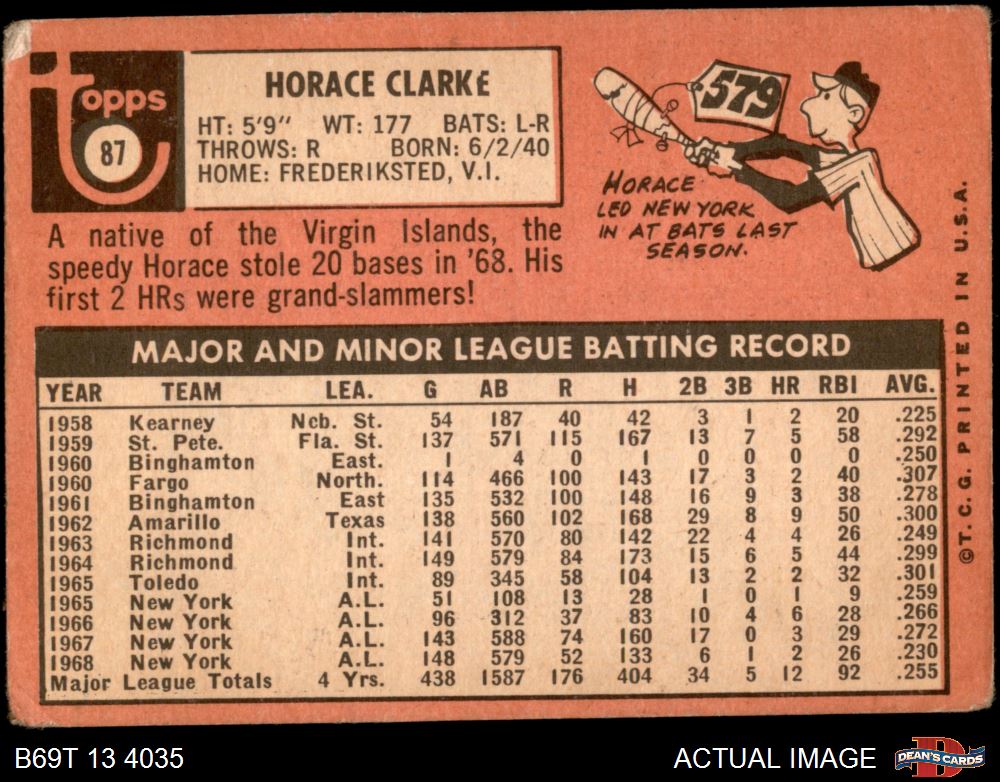 Topps
87
HORACE CLARKE
HT: 5'9" WT: 177 BATS: L-R
THROWS: R BORN: 6/2/40
HOME: FREDERIKSTED, V.I.
A native of the Virgin Islands, the
speedy Horace stole 20 bases in '68. His
first 2 HRs were grand-slammers!
579
HORACE
LED NEW YORK
IN AT BATS LAST
SEASON.
MAJOR AND MINOR LEAGUE BATTING RECORD
YEAR TEAM LEA. G AB R H 2B 3B HR RBI AVG.
1958 Kearney Neb. St. 54 187 40 42 3 1 2 20 .225
1959 St. Pete. Fla. St. 137 571 115 167 13 7 5 58 .292
1960 Binghamton East. 1 4 0 1 0 0 0 0 .250
1960 Fargo North. 114 466 100 143 17 3 2 40 .307
1961 Binghamton East 135 532 100 148 16 9 3 38 .278
1962 Amarillo Texas 138 560 102 168 29 8 9 50 .300
1963 Richmond Int. 141 570 80 142 22 4 4 26 .249
1964 Richmond Int. 149 579 84 173 15 6 5 44 .299
1965 Toledo Int. 89 345 58 104 13 2 2 32 .301
1965 New York A.L. 51 108 13 28 1 0 1 9 .259
1966 New York A.L. 96 312 37 83 10 4 6 28 .266
1967 New York A.L. 143 588 74 160 17 0 3 29 .272
1968 New York A.L. 148 579 52 133 6 1 2 26 .230
Major League Totals 4 Yrs. 438 1587 176 404 34 5 12 92 .255
©T. C. G. PRINTED IN U.S.A.
B69T 13 4035 ACTUAL IMAGE D DEAN'S CARDS